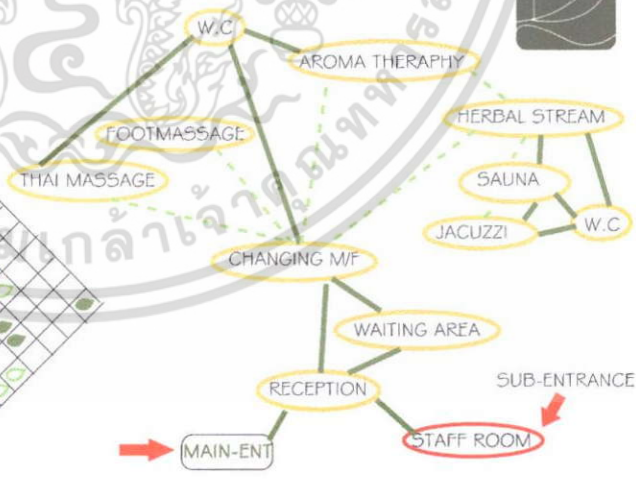 W.C
AROMA THERAPHY
HERBAL STREAM
FOOTMASSAGE
THAI MASSAGE
SAUNA
JACUZZI
W.C
CHANGING M/F
WAITING AREA
RECEPTION
SUB-ENTRANCE
STAFF ROOM
MAIN-ENT